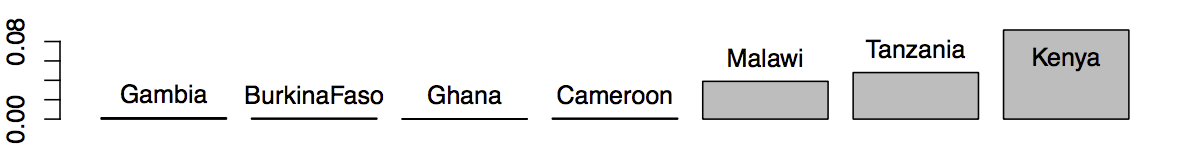 0.08
0.00
Gambia
BurkinaFaso
Ghana
Cameroon
Malawi
Tanzania
Kenya